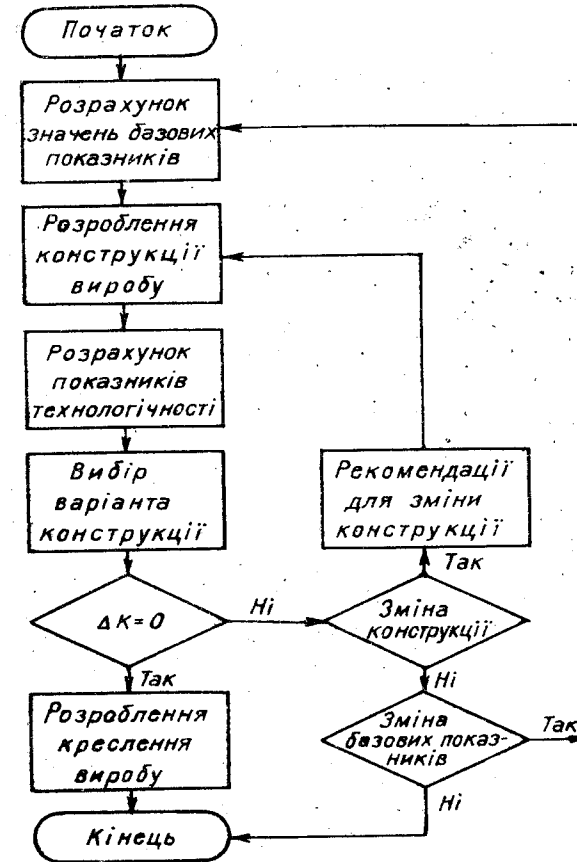 Початок
Розрахунок
значень базових
показників
Розроблення
конструкції
виробу
Розрахунок
показників
технологічності
Вибір
варіанта
конструкції
Рекомендації
для зміни
конструкції
Так
ΔK=0
Ні
Зміна
конструкції
Так
Ні
Розроблення
креслення
виробу
Зміна
базових показ-
ників
Так
Ні
Кінець